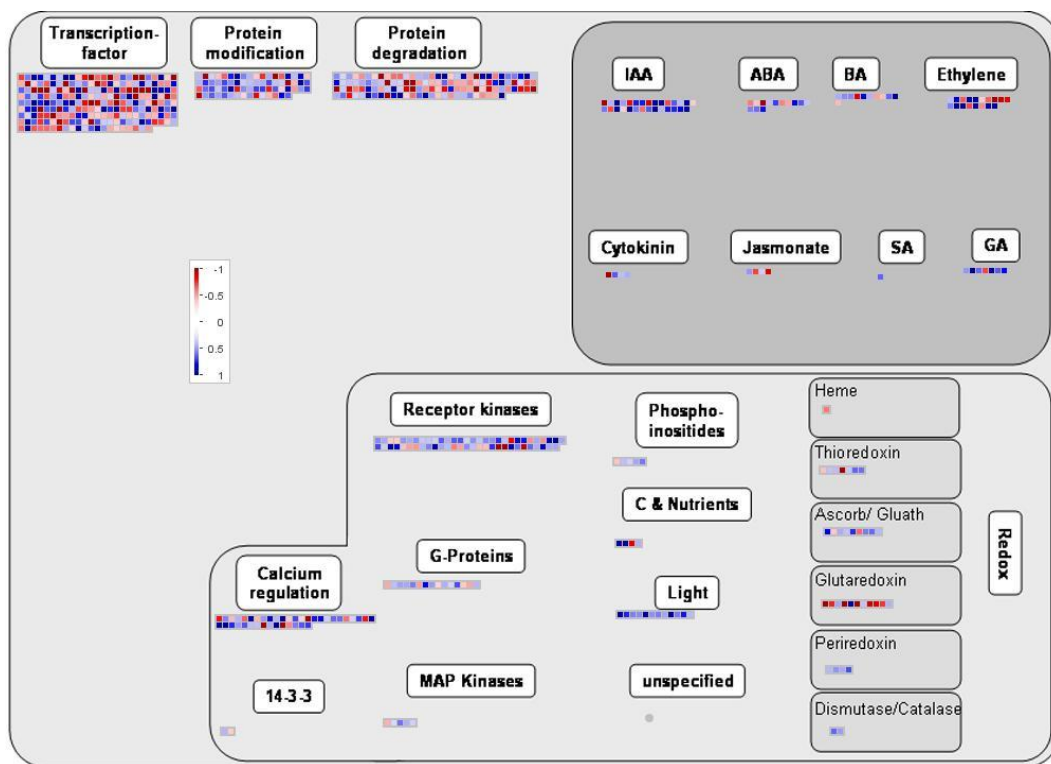 Transcription-
factor
Protein
modification
Protein
degradation
IAA
ABA
BA
Ethylene
Cytokinin
Jasmonate
SA
GA
-1
-0.5
0
0.5
1
Receptor kinases
Phospho-
inositides
C & Nutrients
G-Proteins
Calcium
regulation
Light
14-3-3
MAP Kinases
unspecified
Heme
Thioredoxin
Ascorb/ Gluath
Glutaredoxin
Periredoxin
Dismutase/Catalase
Redox